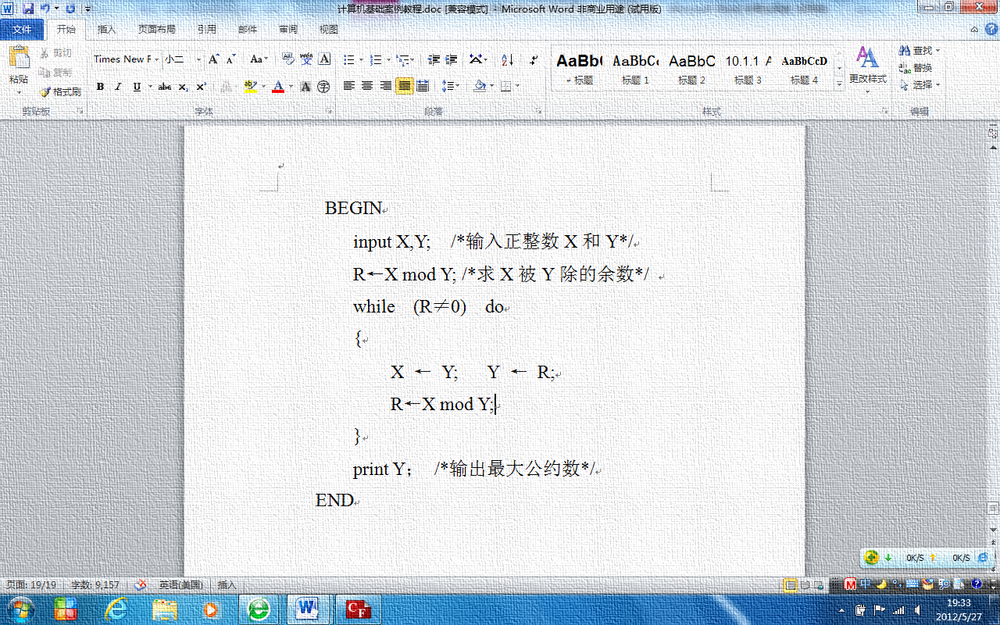 计算机基础案例教程.doc [兼容模式] - Microsoft Word 非商业用途 (试用版)
文件 开始 插入 页面布局 引用 邮件 审阅 视图
剪切
复制
格式刷
粘贴
剪贴板
Times New F 小二
字体
段落
AaBb( AaBbCc AaBbC 10.1.1 A AaBbCcD
标题 标题 1 标题 2 标题 3 标题 4
更改样式
样式
查找
替换
选择
编辑
BEGIN
input X,Y; /*输入正整数 X 和 Y*/
R←X mod Y; /*求 X 被 Y 除的余数*/
while (R≠0) do
{
X ← Y; Y ← R;
R←X mod Y;
}
print Y； /*输出最大公约数*/
END
0K/S 0K/S
页面: 19/19 字数: 9,157 英语(美国) 插入
中
19:33
2012/5/27